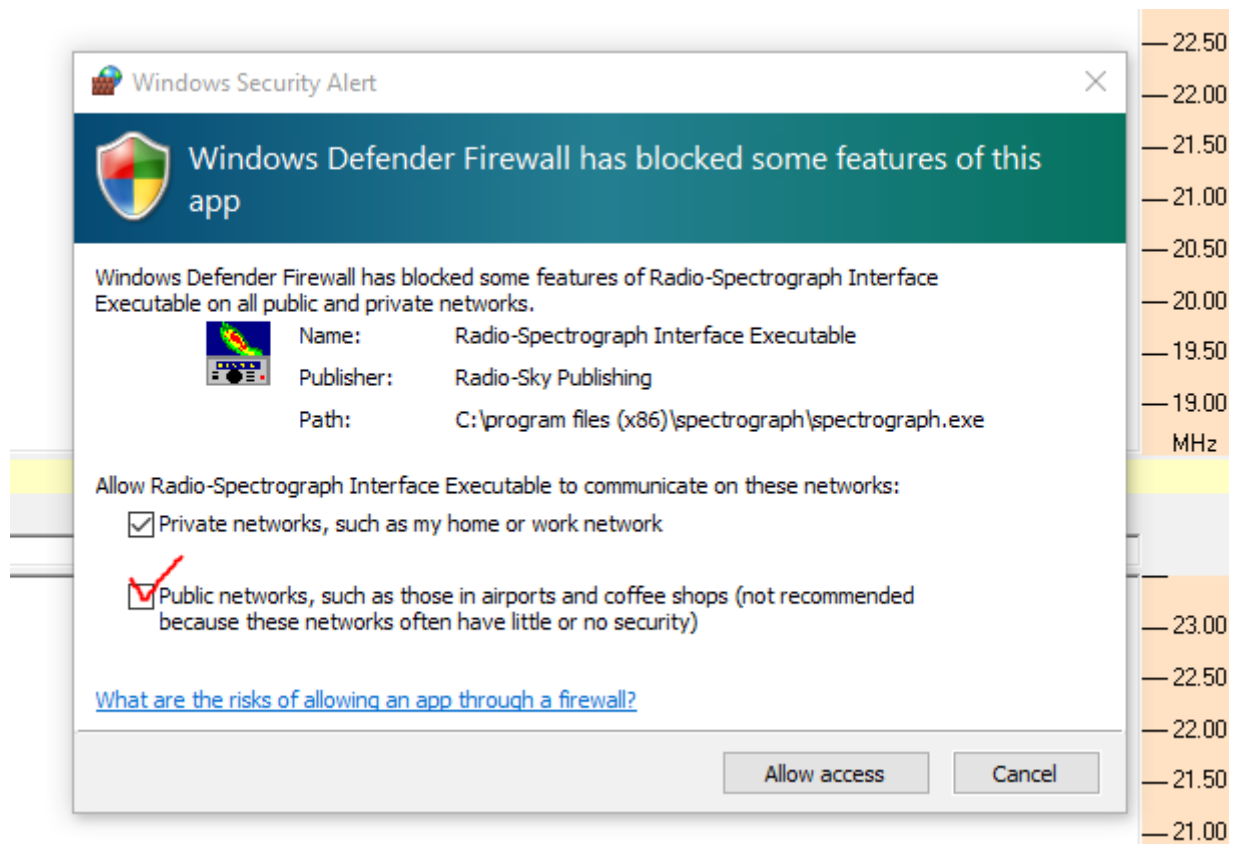 Windows Security Alert
Windows Defender Firewall has blocked some features of this
app
Windows Defender Firewall has blocked some features of Radio-Spectrograph Interface
Executable on all public and private networks.
Name: Radio-Spectrograph Interface Executable
Publisher: Radio-Sky Publishing
Path: C:\program files (x86)\spectrograph\spectrograph.exe
Allow Radio-Spectrograph Interface Executable to communicate on these networks:
Private networks, such as my home or work network
Public networks, such as those in airports and coffee shops (not recommended
because these networks often have little or no security)
What are the risks of allowing an app through a firewall?
Allow access Cancel
22.50
22.00
21.50
21.00
20.50
20.00
19.50
19.00
MHz
23.00
22.50
22.00
21.50
21.00